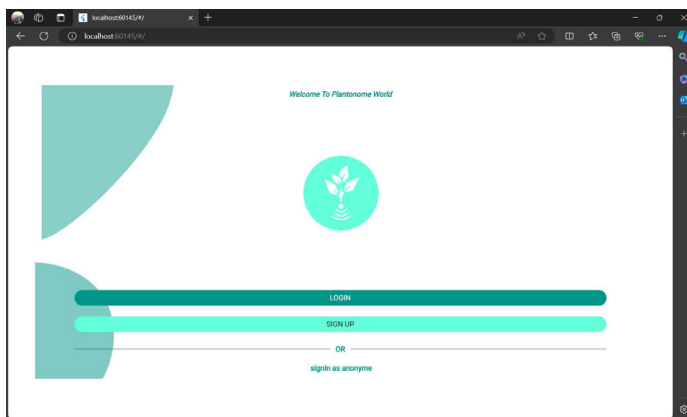 localhost:60145/#/
localhost:60145/#/
Welcome To Plantonome World
LOGIN
SIGN UP
OR
signin as anonyme